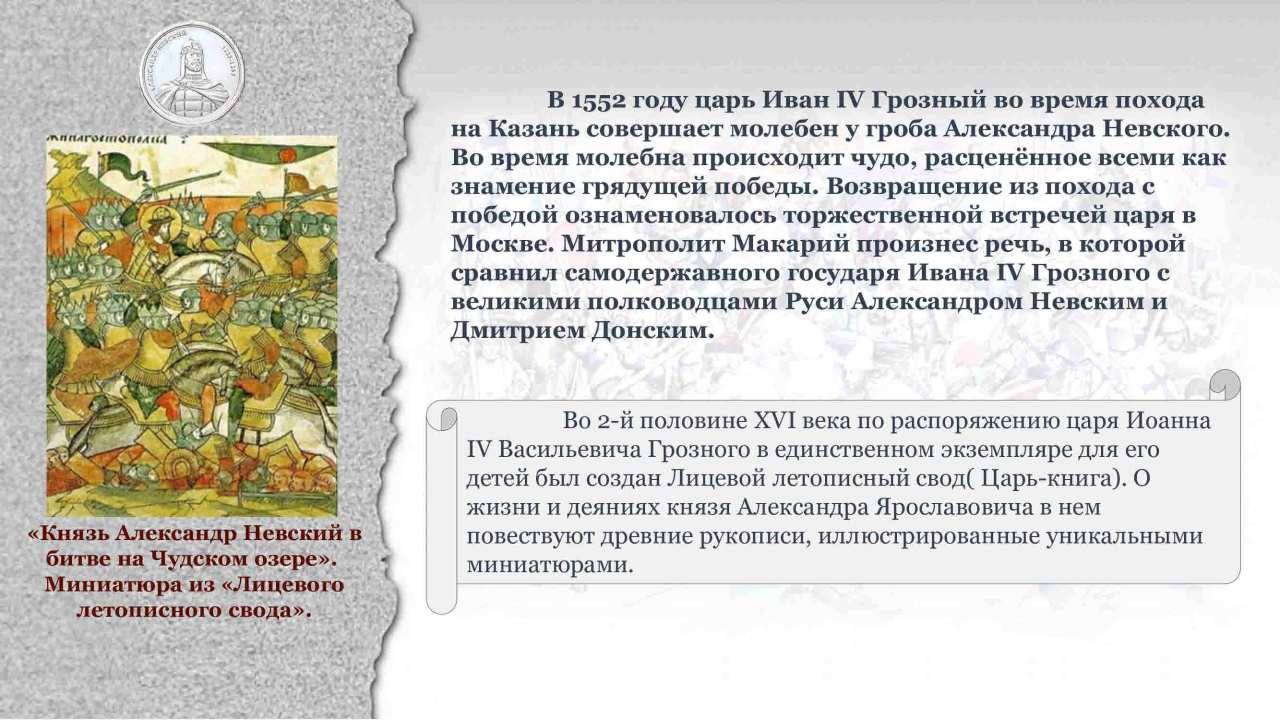 В 1552 году царь Иван IV Грозный во время похода
на Казань совершает молебен у гроба Александра Невского.
Во время молебна происходит чудо, расценённое всеми как
знамение грядущей победы. Возвращение из похода с
победой ознаменовалось торжественной встречей царя в
Москве. Митрополит Макарий произнес речь, в которой
сравнил самодержавного государя Ивана IV Грозного с
великими полководцами Руси Александром Невским и
Дмитрием Донским.
Во 2-й половине XVI века по распоряжению царя Иоанна
IV Васильевича Грозного в единственном экземпляре для его
детей был создан Лицевой летописный свод( Царь-книга). О
жизни и деяниях князя Александра Ярославовича в нем
повествуют древние рукописи, иллюстрированные уникальными
миниатюрами.
«Князь Александр Невский в
битве на Чудском озере».
Миниатюра из «Лицевого
летописного свода».